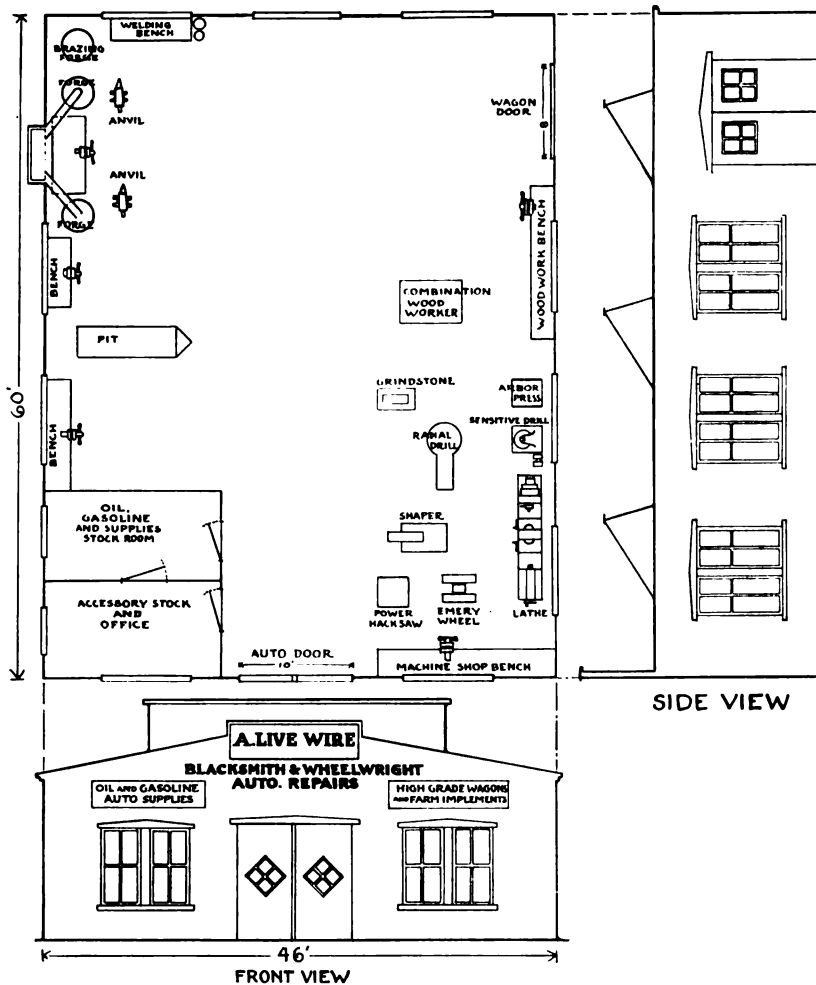 WELDING
BENCH
BRAZING
FORGE
FORGE
ANVIL
WAGON
DOOR
8
ANVIL
FORGE
BENCH
WOOD WORK BENCH
COMBINATION
WOOD
WORKER
PIT
60'
GRINDSTONE
ARBOR
PRESS
SENSITIVE DRILL
RADIAL
DRILL
BENCH
OIL,
GASOLINE
AND SUPPLIES
STOCK ROOM
SHAPER
ACCESSORY STOCK
AND
OFFICE
POWER
HACKSAW
EMERY
WHEEL
LATHE
AUTO DOOR
10'
MACHINE SHOP BENCH
SIDE VIEW
A.LIVE WIRE
BLACKSMITH & WHEELWRIGHT
AUTO. REPAIRS
OIL AND GASOLINE
AUTO SUPPLIES
HIGH GRADE WAGONS
AND FARM IMPLEMENTS
46'
FRONT VIEW